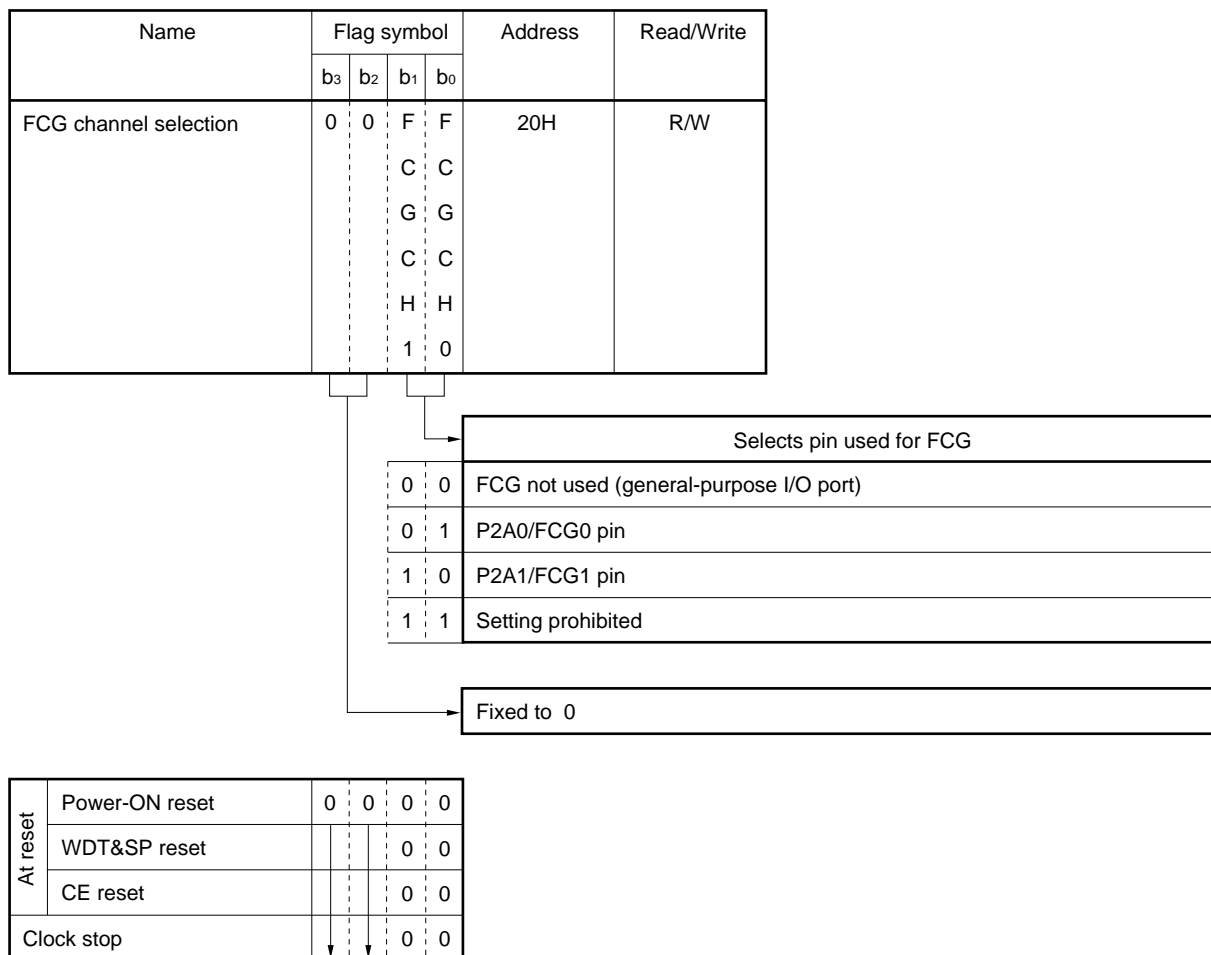 Name Flag symbol Address Read/Write
b3 b2 b1 b0
FCG channel selection 0 0 F F 20H R/W
C C
G G
C C
H H
1 0
Selects pin used for FCG
0 0 FCG not used (general-purpose I/O port)
0 1 P2A0/FCG0 pin
1 0 P2A1/FCG1 pin
1 1 Setting prohibited
Fixed to 0
At reset
Power-ON reset 0 0 0 0
WDT&SP reset 0 0
CE reset 0 0
Clock stop 0 0